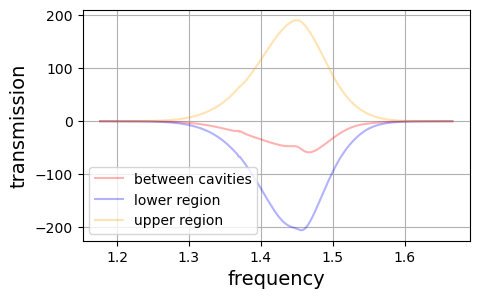 200
100
0
−100
−200
transmission
between cavities
lower region
upper region
1.2
1.3
1.4
1.5
1.6
frequency